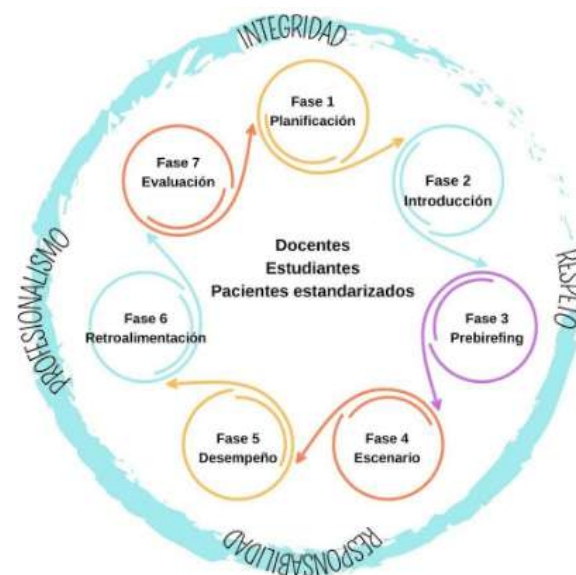 INTEGRIDAD
Fase 1
Planificación
Fase 7
Evaluación
Fase 2
Introducción
Docentes
Estudiantes
Pacientes estandarizados
PROFESIONALISMO
RESPETO
Fase 6
Retroalimentación
Fase 3
Prebirefing
Fase 5
Desempeño
Fase 4
Escenario
RESPONSABILIDAD